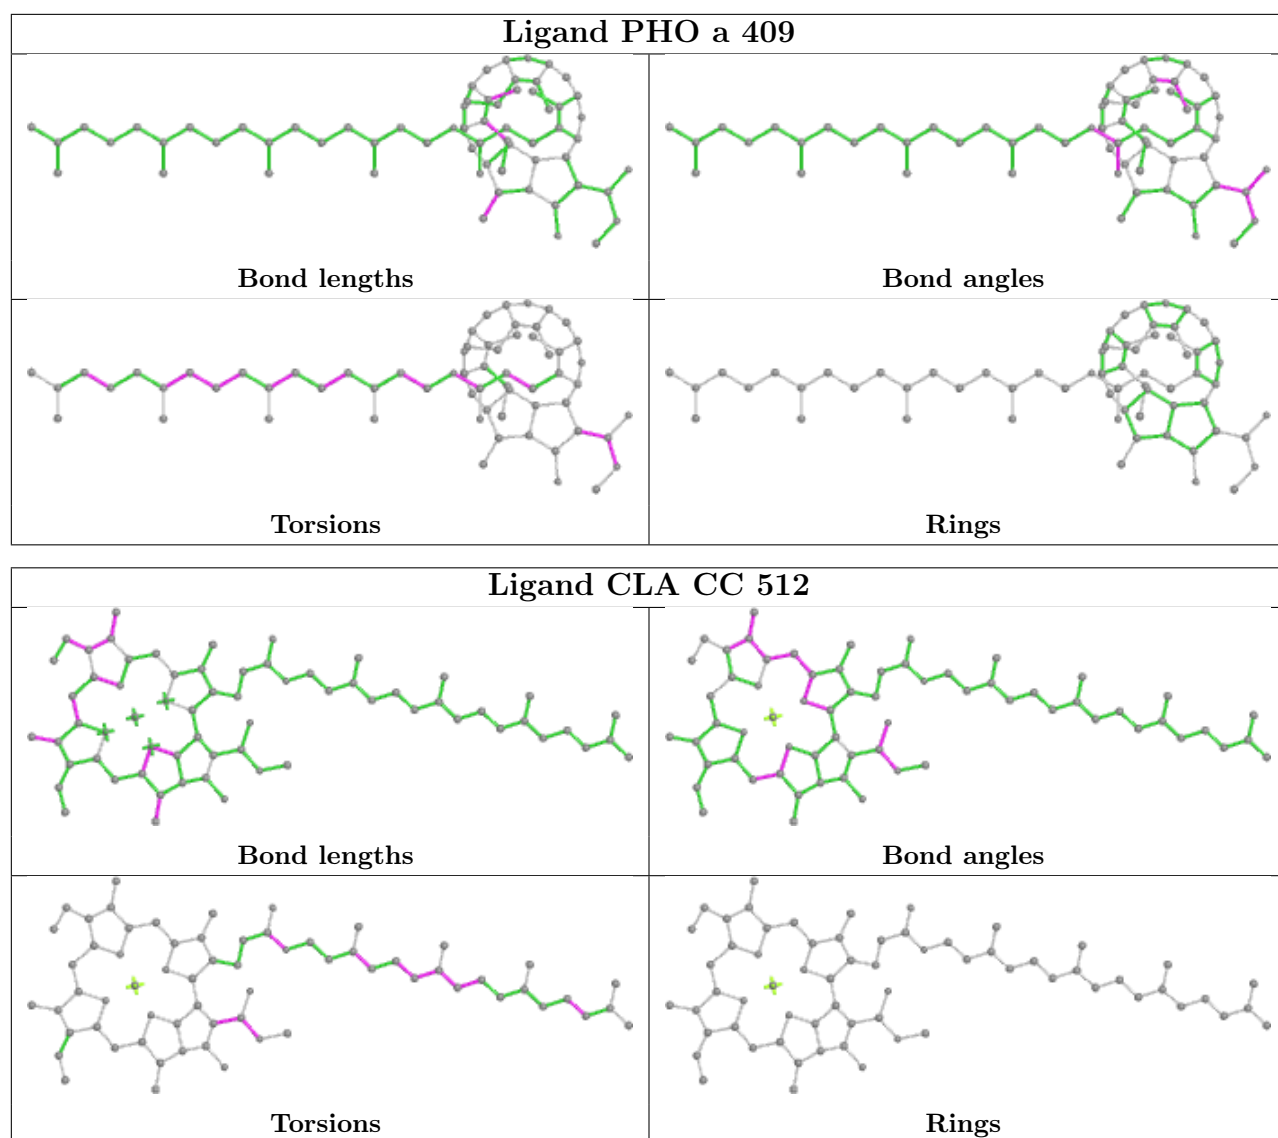 Ligand PHO a 409
Bond lengths
Bond angles
Torsions
Rings
Ligand CLA CC 512
Bond lengths
Bond angles
Torsions
Rings